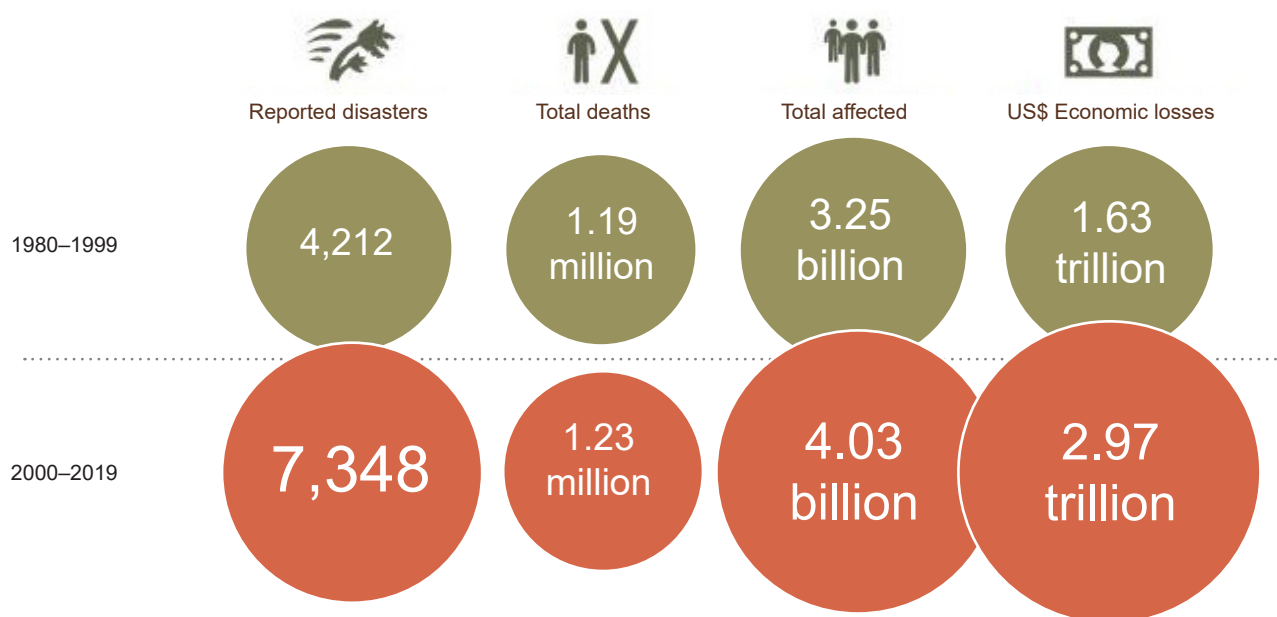 Reported disasters
Total deaths
Total affected
US$ Economic losses
1980–1999
4,212
1.19
million
3.25
billion
1.63
trillion
2000–2019
7,348
1.23
million
4.03
billion
2.97
trillion